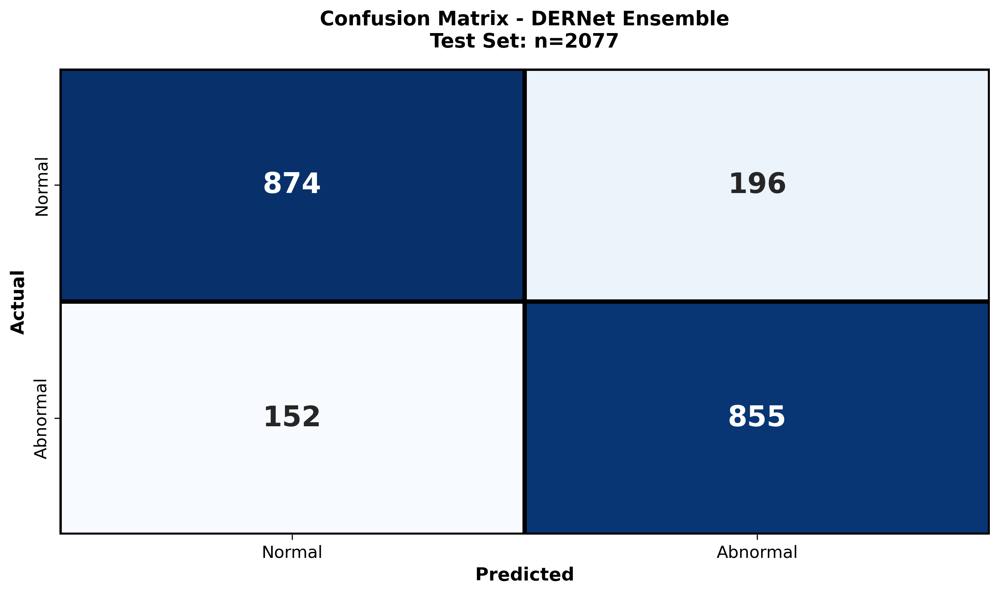 Confusion Matrix - DERNet Ensemble
Test Set: n=2077
Actual
Normal
874
196
Abnormal
152
855
Normal
Abnormal
Predicted